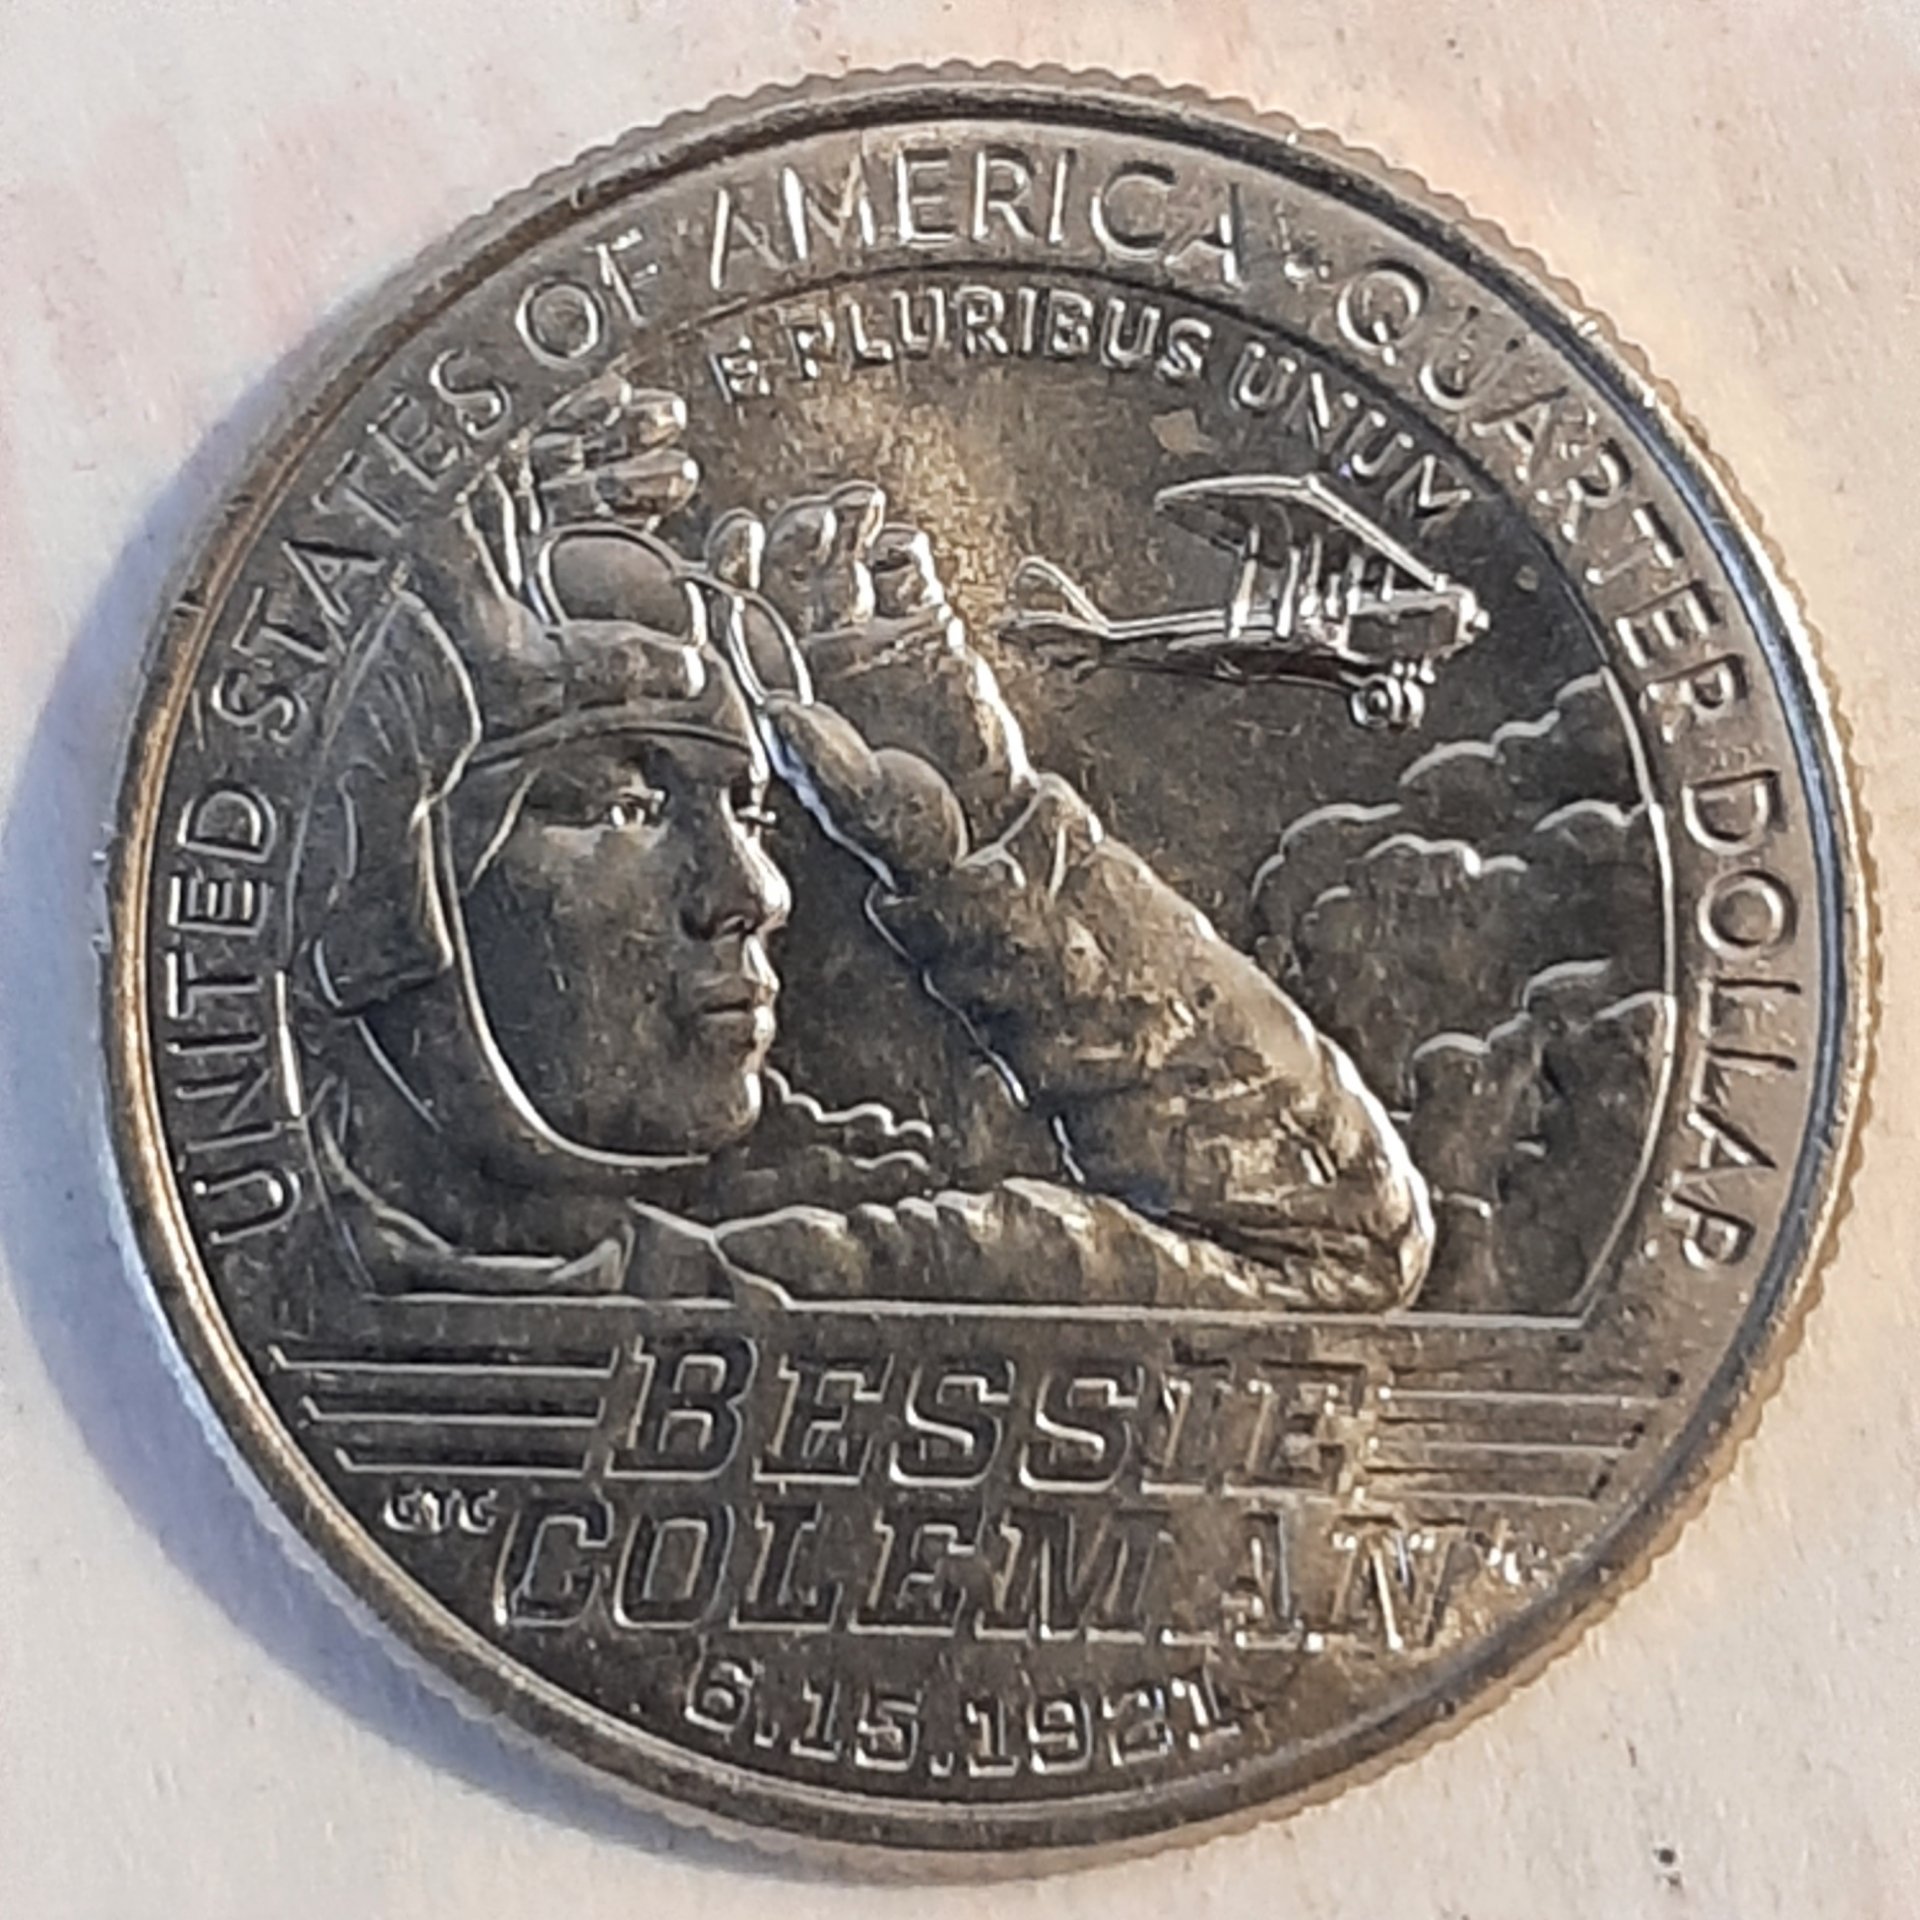 UNITED STATES OF AMERICA · QUARTER DOLLAR
E PLURIBUS UNUM
BESSIE
COLEMAN
6.15.1921